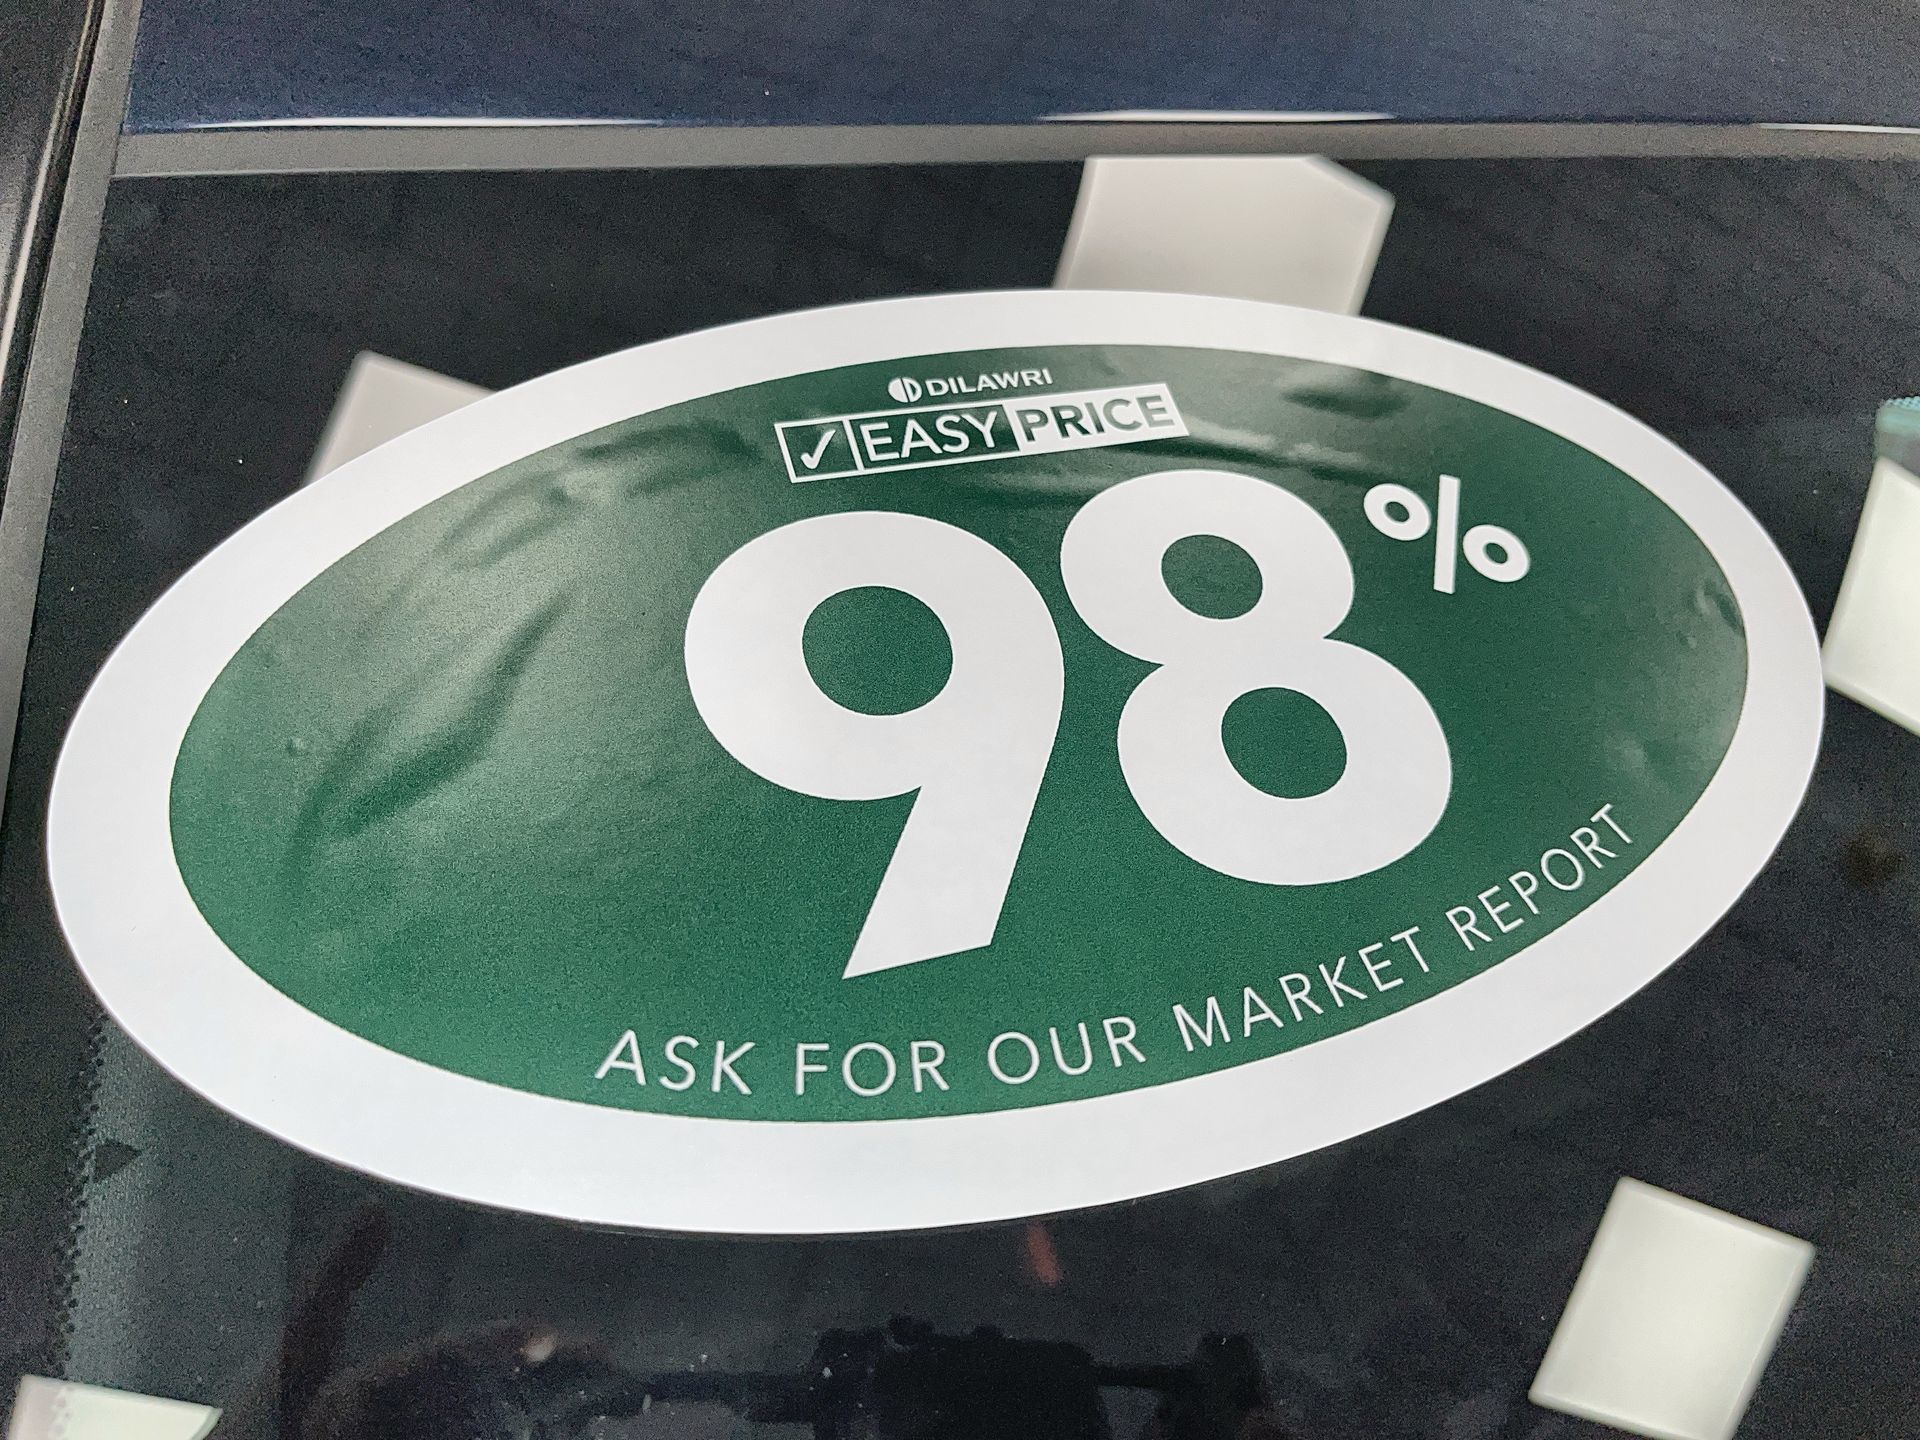 DILAWRI
✓ EASY PRICE
98%
ASK FOR OUR MARKET REPORT